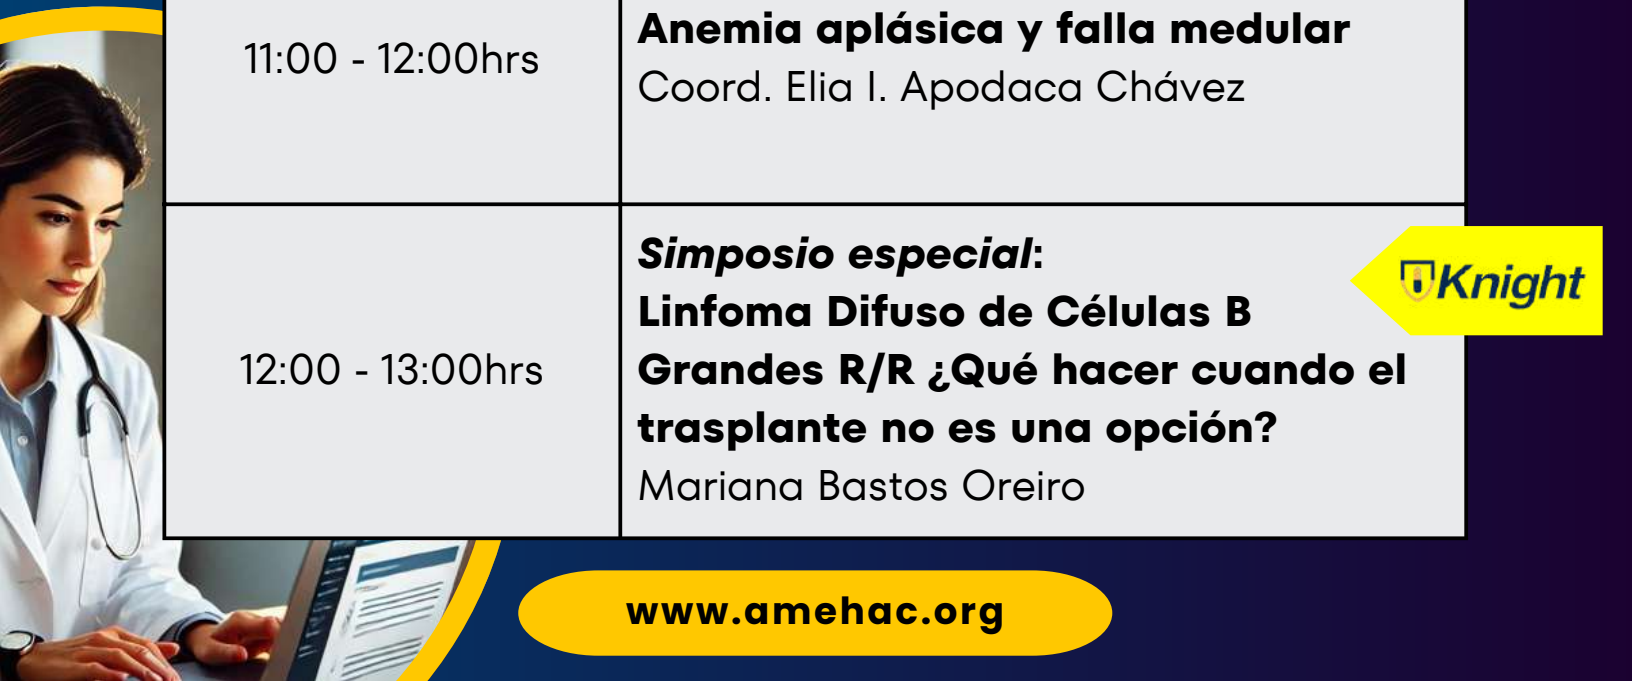 11:00 - 12:00hrs
Anemia aplásica y falla medular
Coord. Elia I. Apodaca Chávez
12:00 - 13:00hrs
Simposio especial:
Linfoma Difuso de Células B
Grandes R/R ¿Qué hacer cuando el
trasplante no es una opción?
Mariana Bastos Oreiro
Knight
www.amehac.org